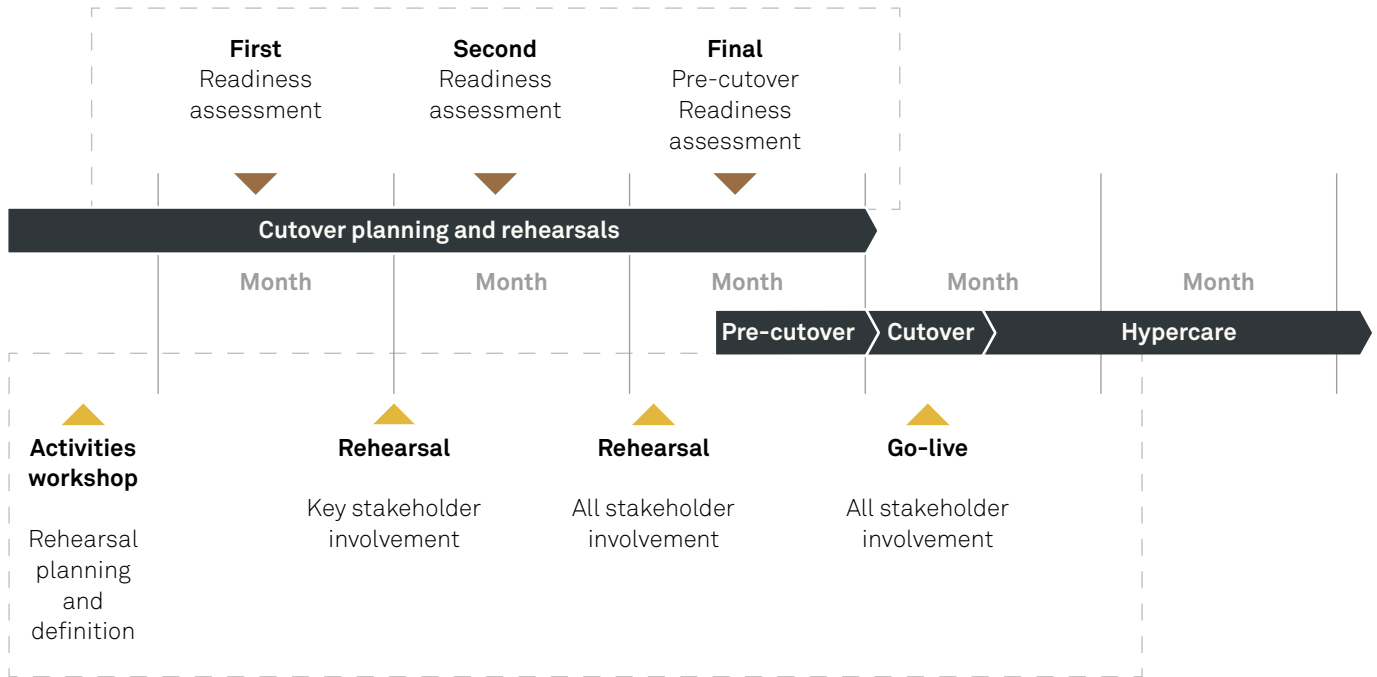 First
Readiness
assessment
Second
Readiness
assessment
Final
Pre-cutover
Readiness
assessment
Cutover planning and rehearsals
Month
Month
Month
Month
Month
Pre-cutover
Cutover
Hypercare
Activities
workshop
Rehearsal
planning
and
definition
Rehearsal
Key stakeholder
involvement
Rehearsal
All stakeholder
involvement
Go-live
All stakeholder
involvement